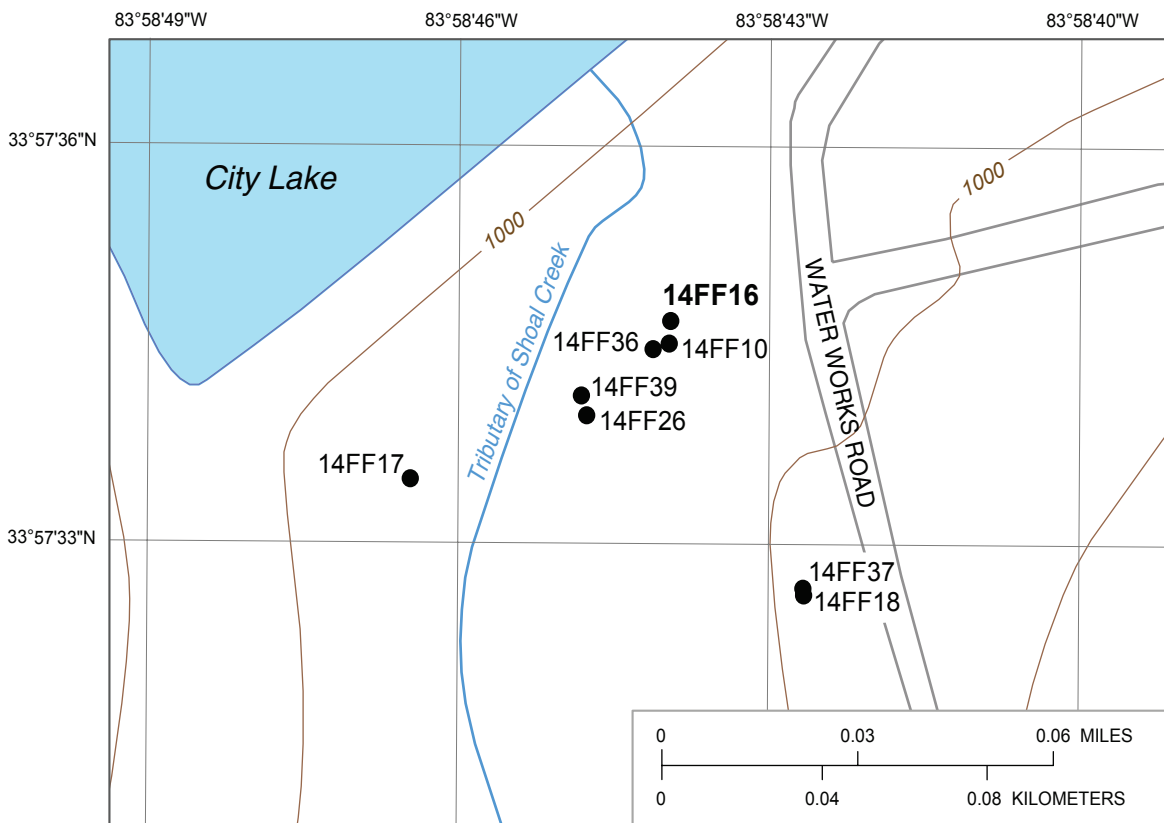 83°58'49"W
83°58'46"W
83°58'43"W
83°58'40"W
33°57'36"N
City Lake
1000
1000
Tributary of Shoal Creek
14FF16
14FF36
14FF10
WATER WORKS ROAD
14FF39
14FF26
14FF17
33°57'33"N
14FF37
14FF18
0
0.03
0.06 MILES
0
0.04
0.08 KILOMETERS